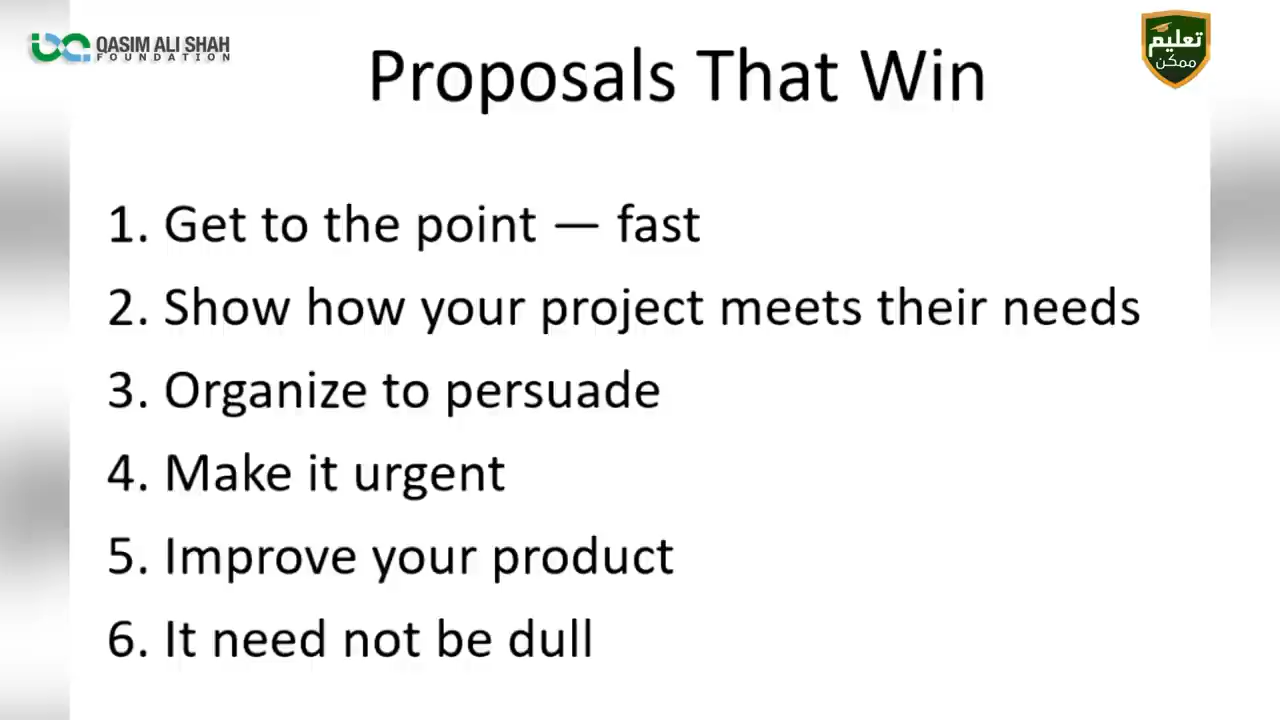 QASIM ALI SHAH
FOUNDATION
تعلیم
ممکن
Proposals That Win
1. Get to the point — fast
2. Show how your project meets their needs
3. Organize to persuade
4. Make it urgent
5. Improve your product
6. It need not be dull